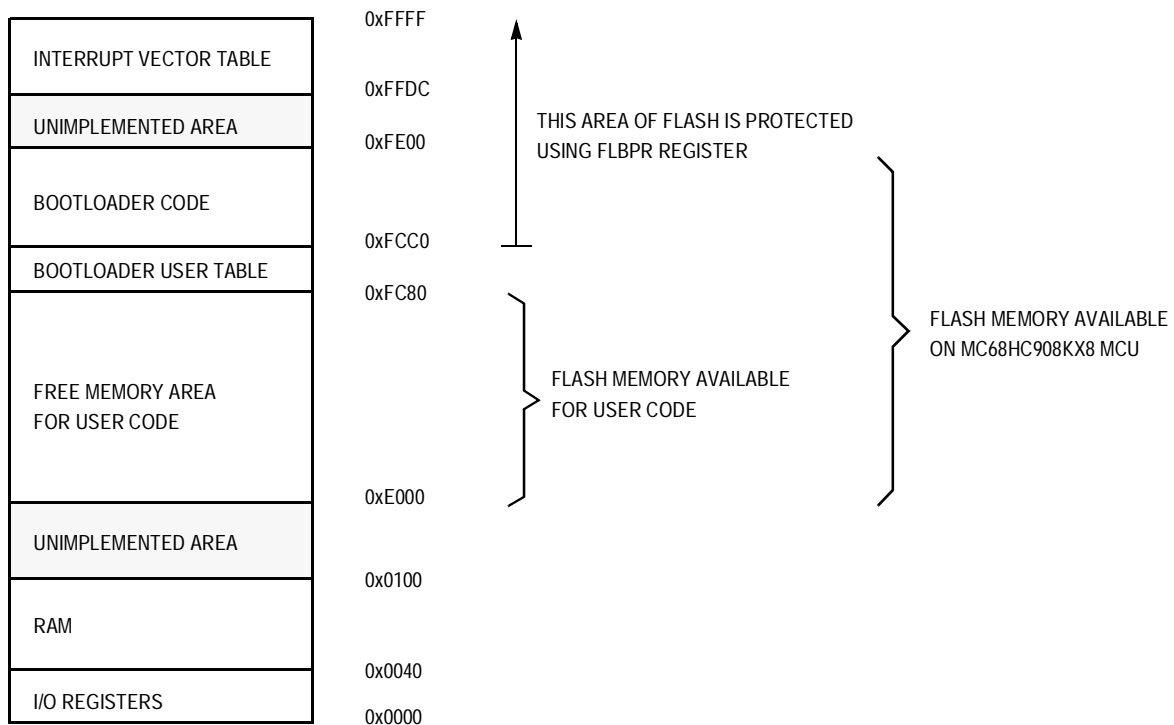 0xFFFF
INTERRUPT VECTOR TABLE
0xFFDC
UNIMPLEMENTED AREA
0xFE00
THIS AREA OF FLASH IS PROTECTED
USING FLBPR REGISTER
BOOTLOADER CODE
0xFCC0
BOOTLOADER USER TABLE
0xFC80
FLASH MEMORY AVAILABLE
ON MC68HC908KX8 MCU
FREE MEMORY AREA
FOR USER CODE
FLASH MEMORY AVAILABLE
FOR USER CODE
0xE000
UNIMPLEMENTED AREA
0x0100
RAM
0x0040
I/O REGISTERS
0x0000